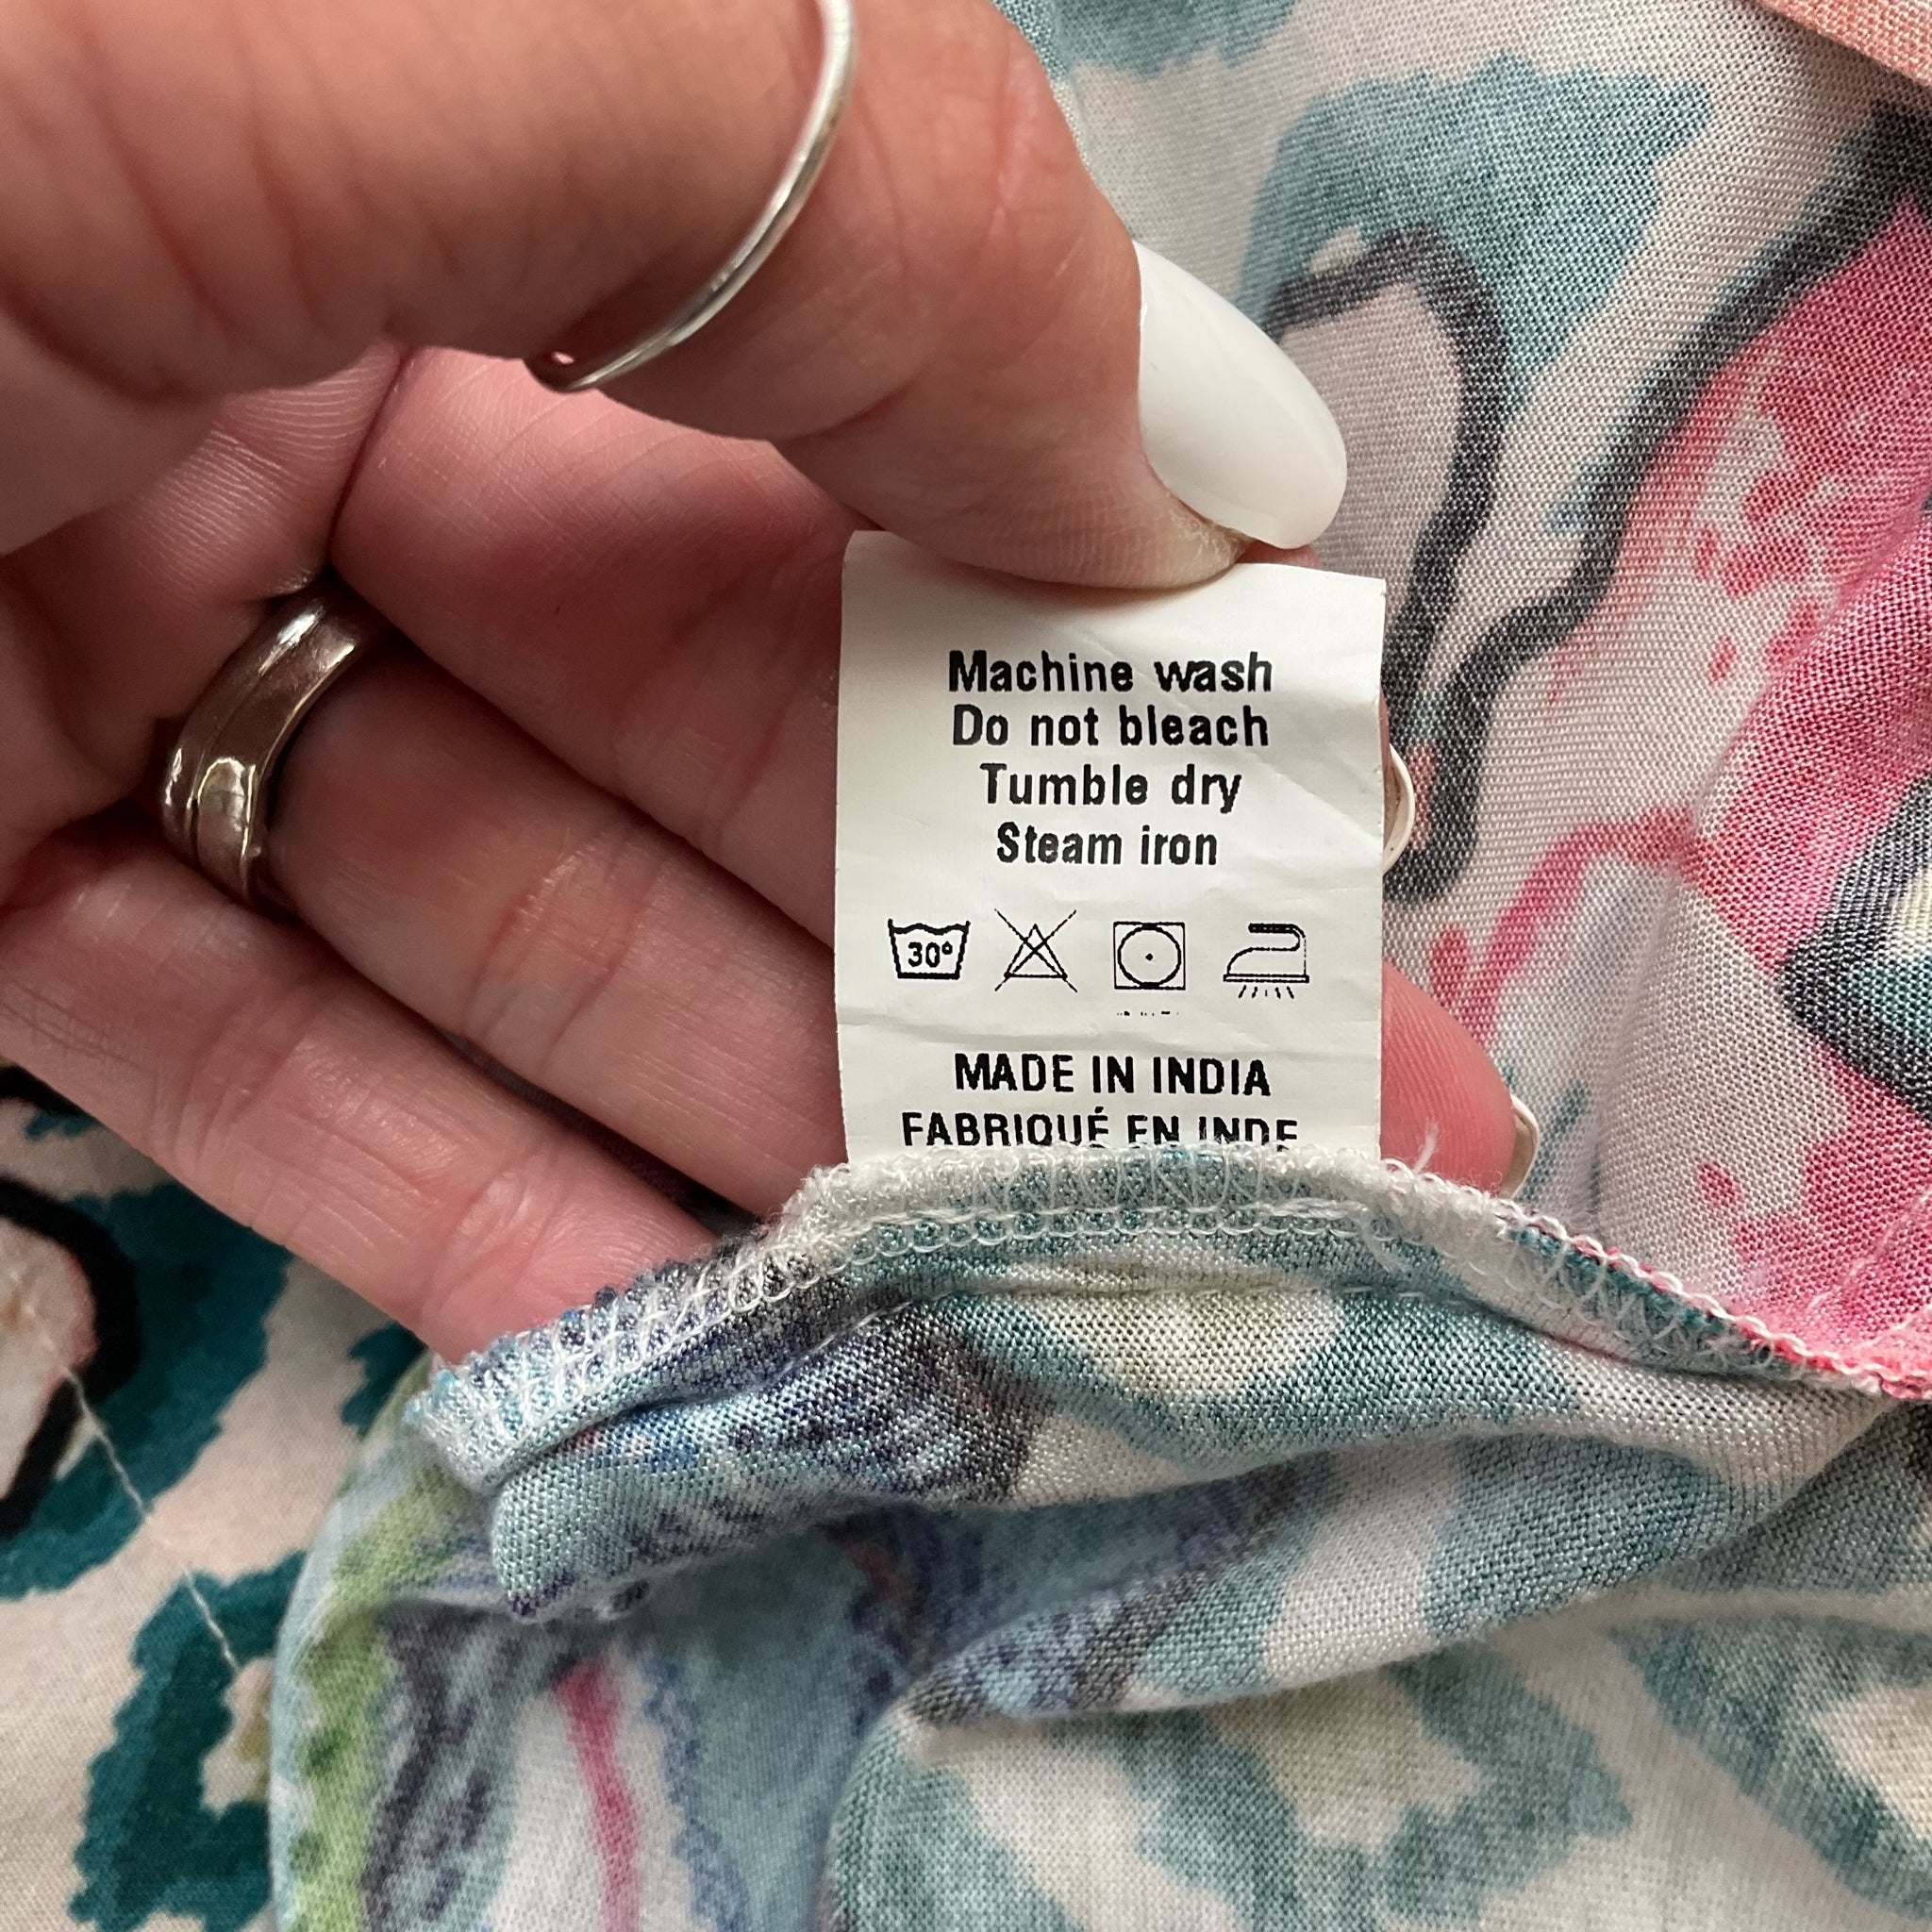 Machine wash
Do not bleach
Tumble dry
Steam iron
30°
MADE IN INDIA
FABRIQUÉ EN INDE